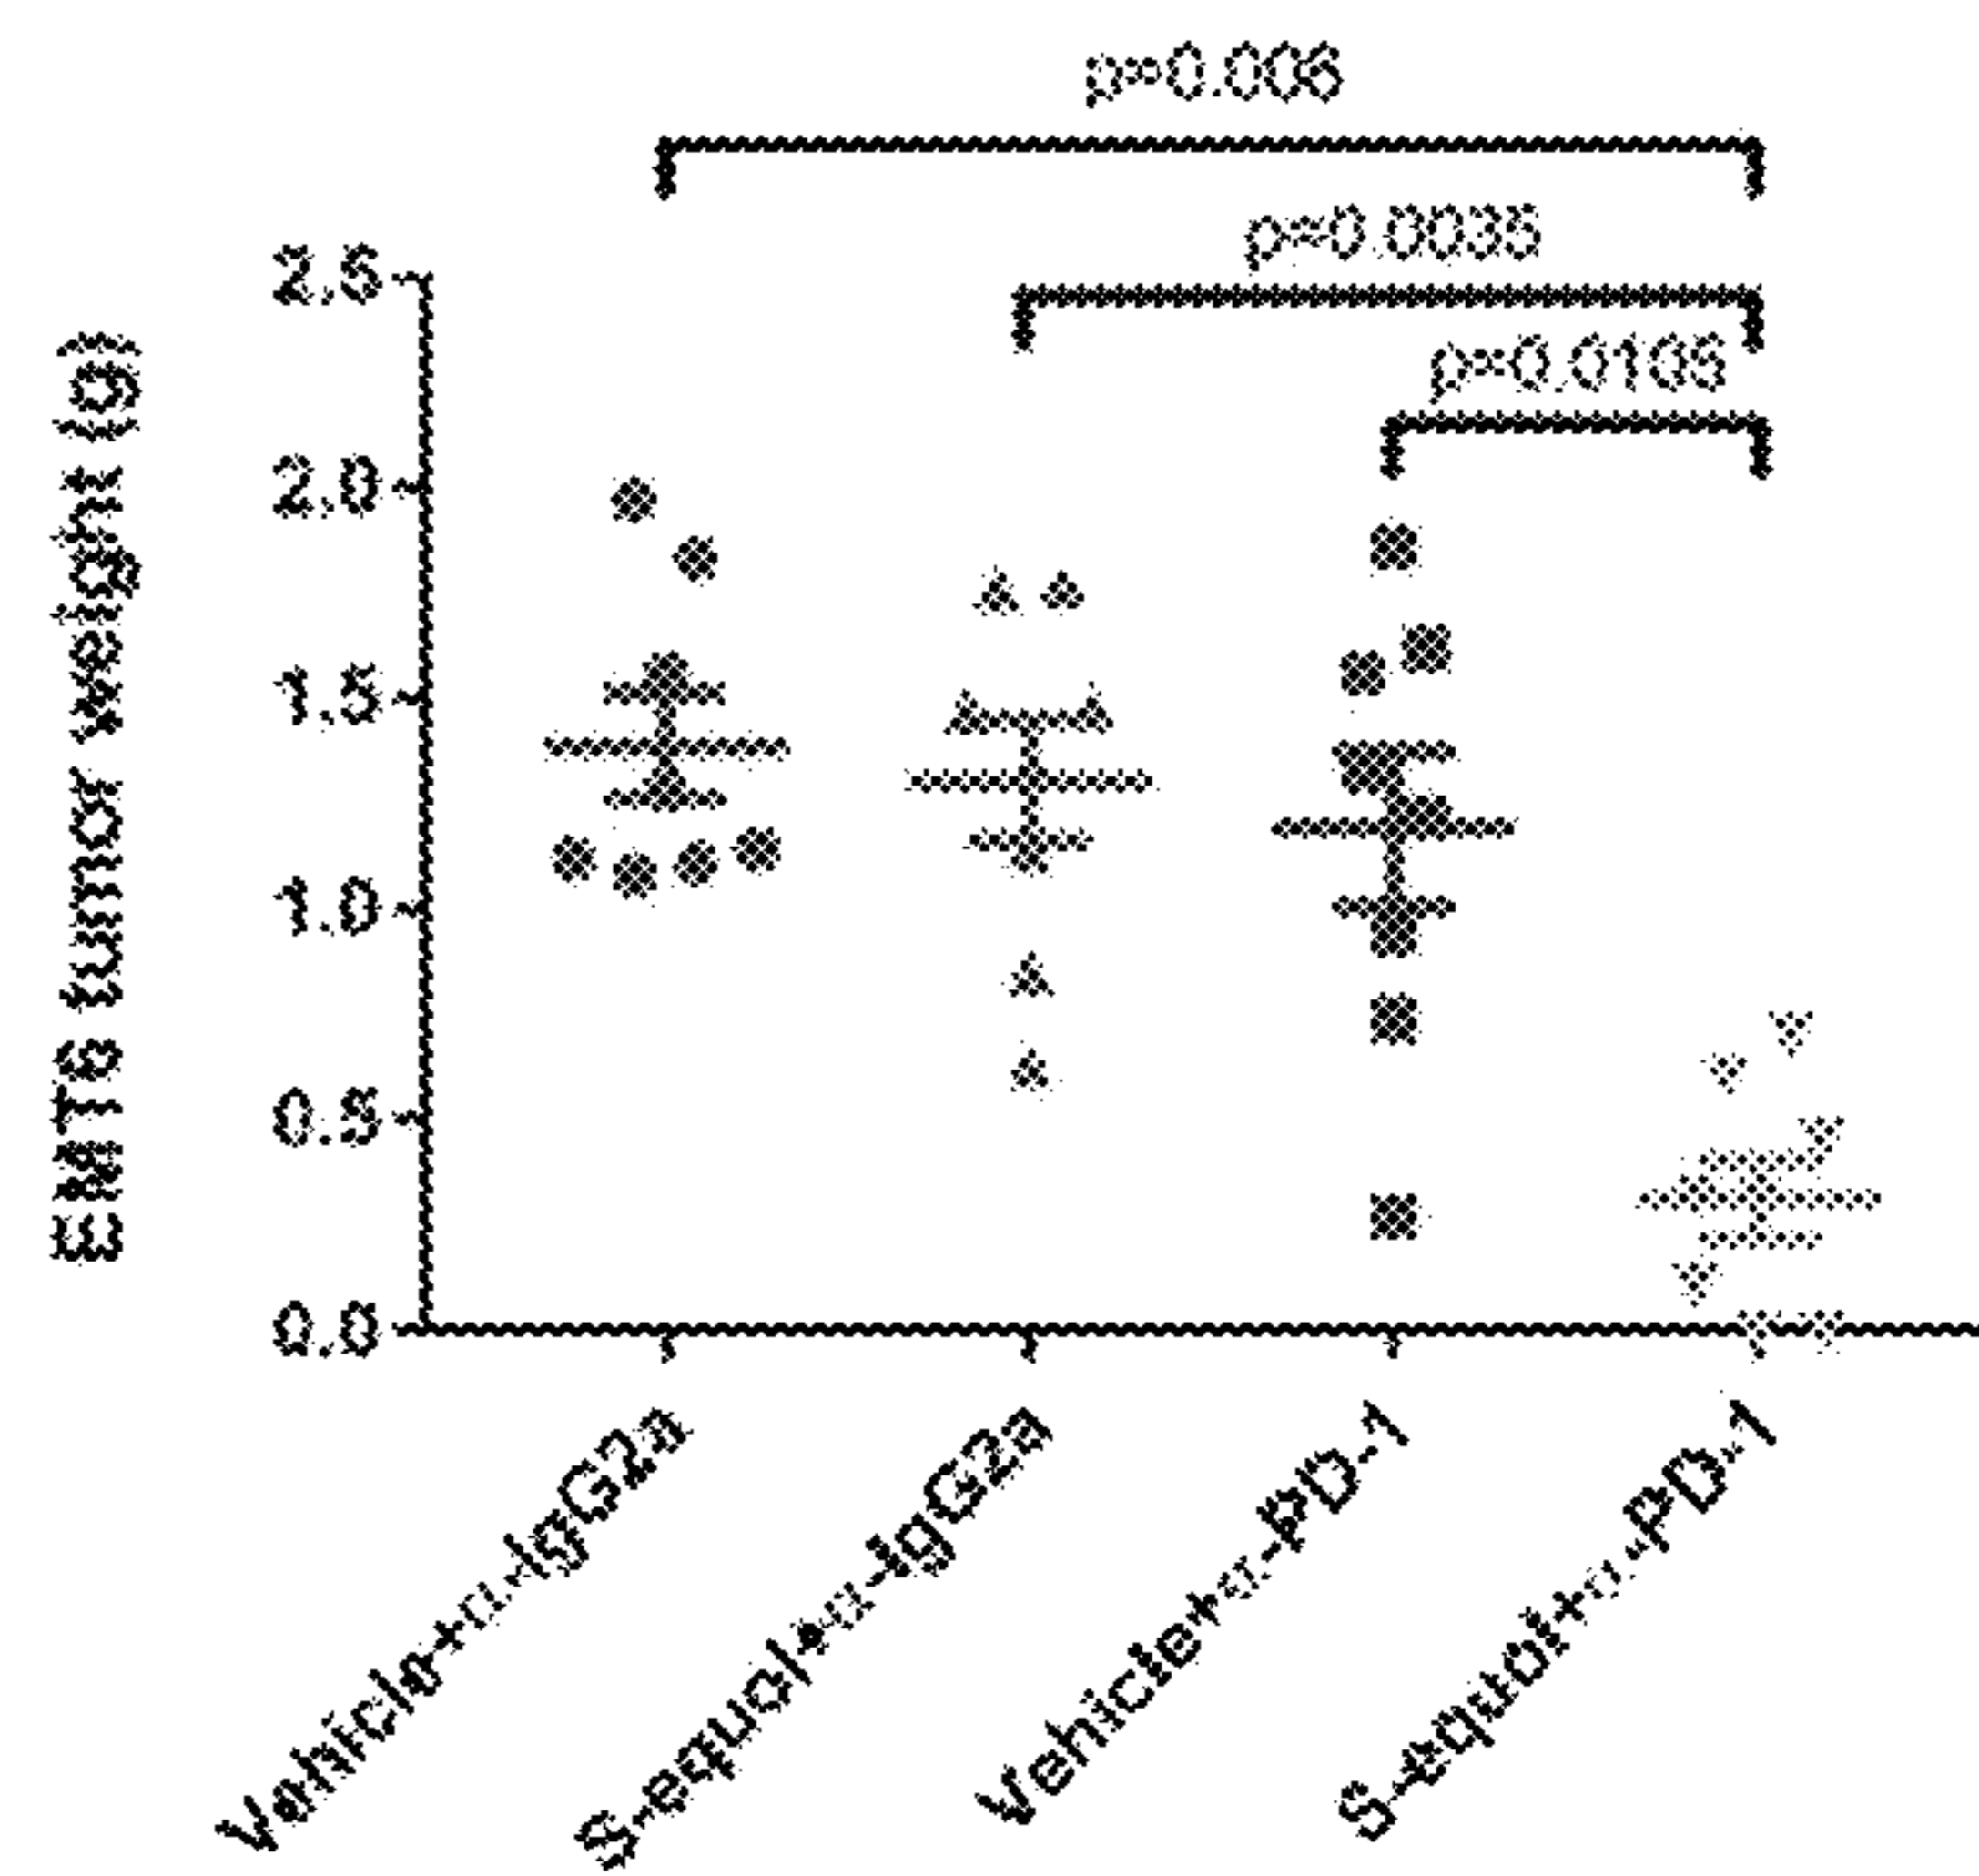 p=0.006
p=0.0035
p=0.0105
EMT6 tumor weight (g)
2.5
2.0
1.5
1.0
0.5
0.0
Vehicle+α-IgG2a
S-equol+α-IgG2a
Vehicle+α-PD-1
S-equol+α-PD-1